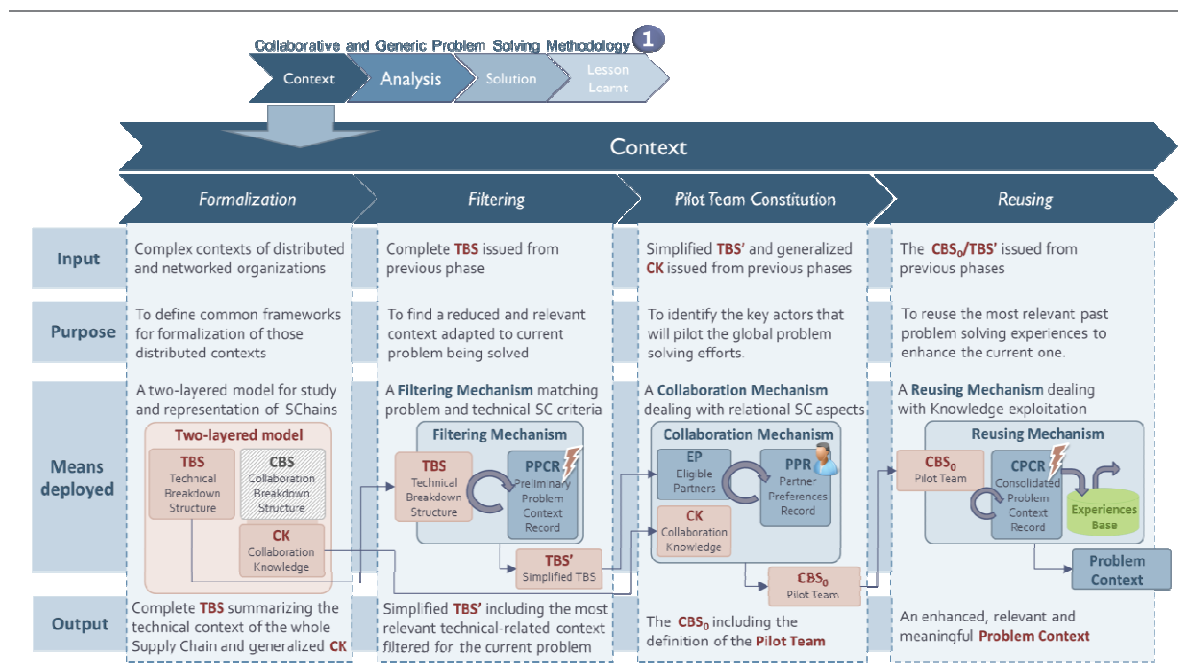 Collaborative and Generic Problem Solving Methodology
1
Context
Analysis
Solution
Lesson
Learnt
Context
Formalization
Filtering
Pilot Team Constitution
Reusing
Input
Complex contexts of distributed
and networked organizations
Complete TBS issued from
previous phase
Simplified TBS' and generalized
CK issued from previous phases
The CBS₀/TBS' issued from
previous phases
Purpose
To define common frameworks
for formalization of those
distributed contexts
To find a reduced and relevant
context adapted to current
problem being solved
To identify the key actors that
will pilot the global problem
solving efforts.
To reuse the most relevant past
problem solving experiences to
enhance the current one.
Means
deployed
A two-layered model for study
and representation of SChains
Two-layered model
TBS
Technical
Breakdown
Structure
CBS
Collaboration
Breakdown
Structure
CK
Collaboration
Knowledge
A Filtering Mechanism matching
problem and technical SC criteria
Filtering Mechanism
TBS
Technical
Breakdown
Structure
PPCR
Preliminary
Problem
Context
Record
TBS'
Simplified TBS
A Collaboration Mechanism
dealing with relational SC aspects
Collaboration Mechanism
EP
Eligible
Partners
PPR
Partner
Preferences
Record
CK
Collaboration
Knowledge
CBS₀
Pilot Team
A Reusing Mechanism dealing
with Knowledge exploitation
Reusing Mechanism
CBS₀
Pilot Team
CPCR
Consolidated
Problem
Context
Record
Experiences
Base
Problem
Context
Output
Complete TBS summarizing the
technical context of the whole
Supply Chain and generalized CK
Simplified TBS' including the most
relevant technical-related context
filtered for the current problem
The CBS₀ including the
definition of the Pilot Team
An enhanced, relevant and
meaningful Problem Context